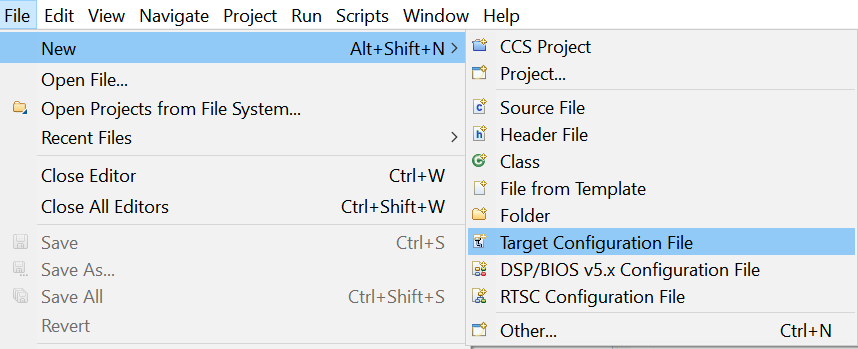 File Edit View Navigate Project Run Scripts Window Help
New Alt+Shift+N
Open File...
Open Projects from File System...
Recent Files
Close Editor Ctrl+W
Close All Editors Ctrl+Shift+W
Save Ctrl+S
Save As...
Save All Ctrl+Shift+S
Revert
CCS Project
Project...
Source File
Header File
Class
File from Template
Folder
Target Configuration File
DSP/BIOS v5.x Configuration File
RTSC Configuration File
Other... Ctrl+N